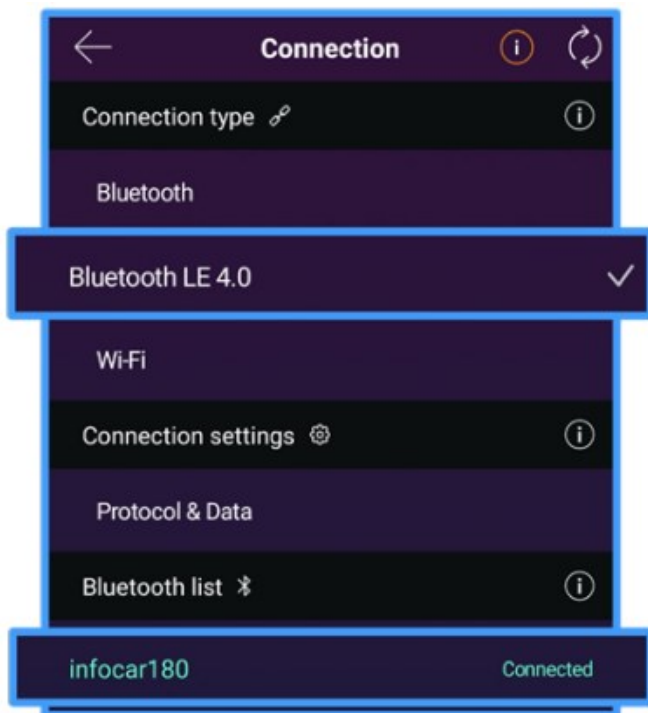 Connection
Connection type
Bluetooth
Bluetooth LE 4.0
Wi-Fi
Connection settings
Protocol & Data
Bluetooth list
infocar180 Connected